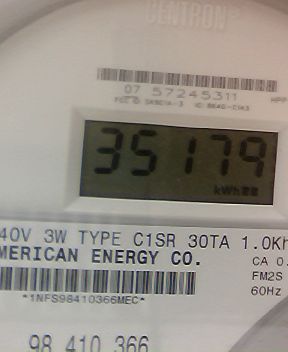 CENTRON®
07 57245311
35179
kWh
40V 3W TYPE C1SR 30TA 1.0Kh
MERICAN ENERGY CO.
CA 0.
FM2S
60Hz
*1NFS98410366MEC*
98 410 366